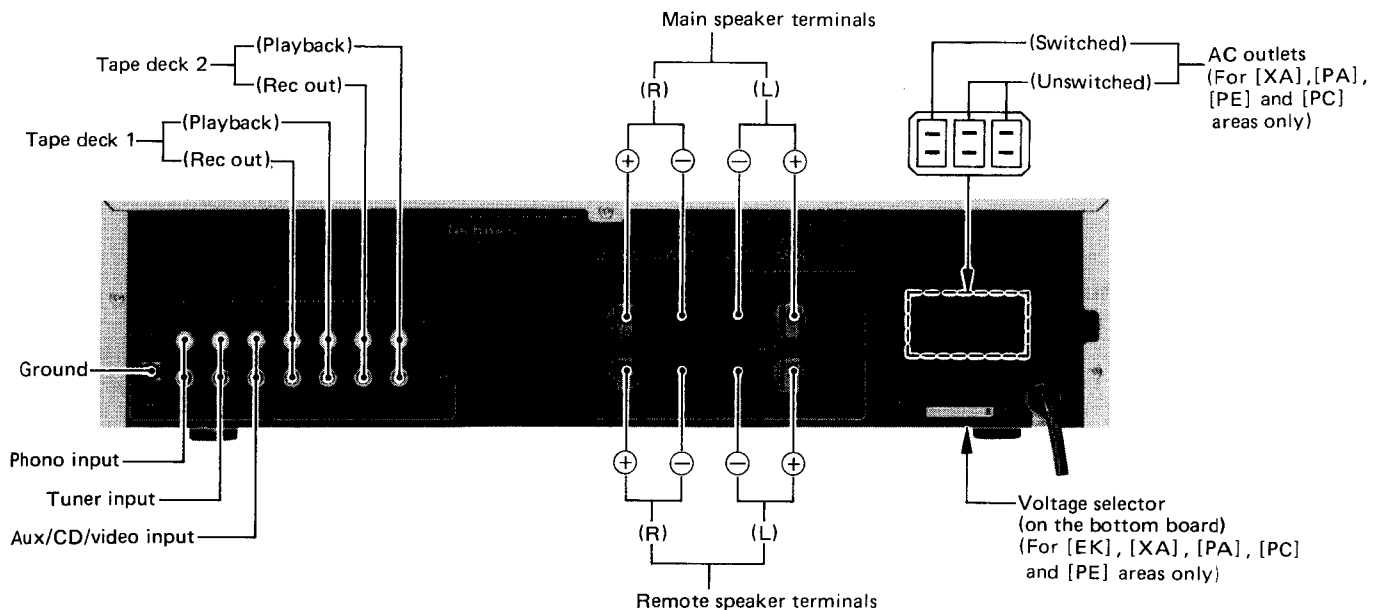 Main speaker terminals
Tape deck 2
(Playback)
(Rec out)
Tape deck 1
(Playback)
(Rec out)
(R)
(L)
+
−
−
+
(Switched)
(Unswitched)
AC outlets
(For [XA], [PA],
[PE] and [PC]
areas only)
Technics
Ground
Phono input
Tuner input
Aux/CD/video input
+
−
−
+
(R)
(L)
Remote speaker terminals
Voltage selector
(on the bottom board)
(For [EK], [XA], [PA], [PC]
and [PE] areas only)